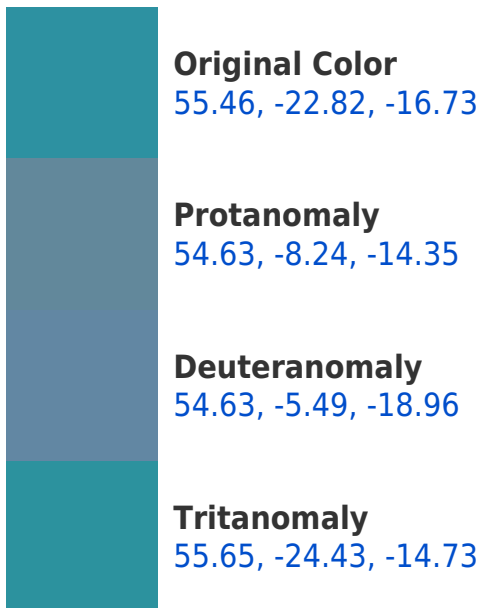 Original Color
55.46, -22.82, -16.73
Protanomaly
54.63, -8.24, -14.35
Deuteranomaly
54.63, -5.49, -18.96
Tritanomaly
55.65, -24.43, -14.73